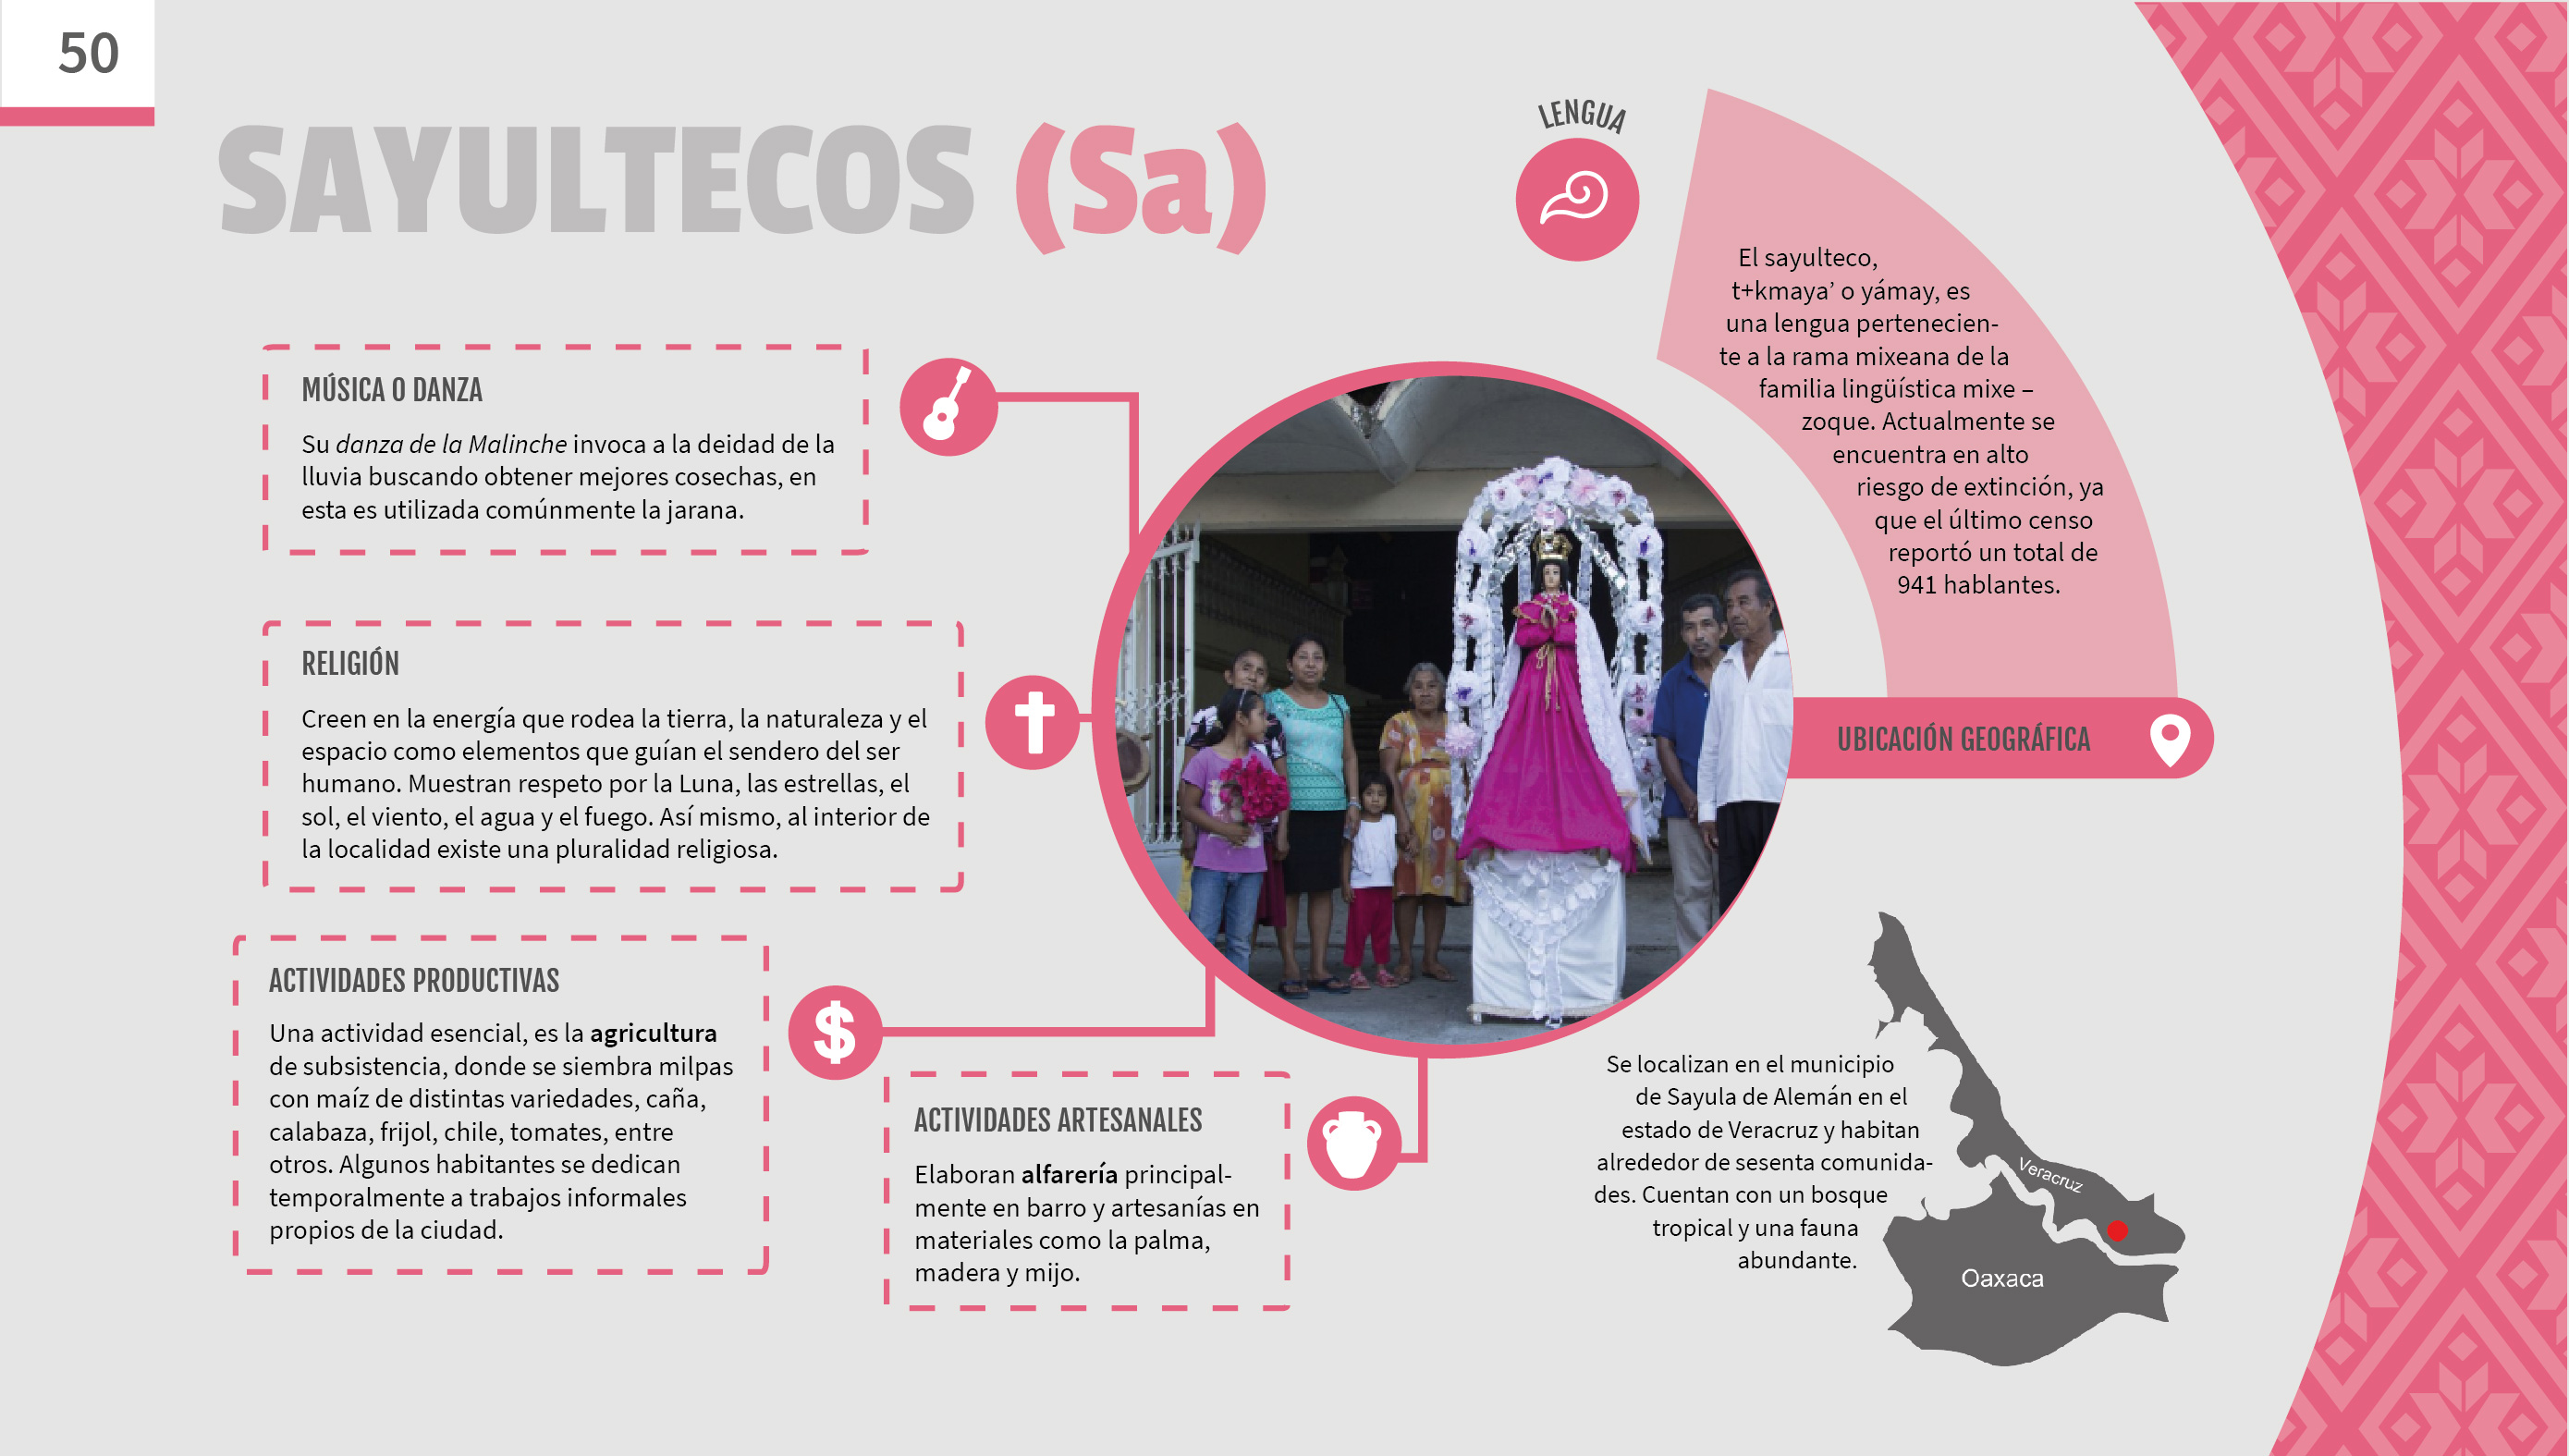 50
SAYULTECOS (Sa)
LENGUA
El sayulteco,
t+kmaya’ o yámay, es
una lengua pertenecien-
te a la rama mixeana de la
familia lingüística mixe –
zoque. Actualmente se
encuentra en alto
riesgo de extinción, ya
que el último censo
reportó un total de
941 hablantes.
MÚSICA O DANZA
Su danza de la Malinche invoca a la deidad de la
lluvia buscando obtener mejores cosechas, en
esta es utilizada comúnmente la jarana.
RELIGIÓN
Creen en la energía que rodea la tierra, la naturaleza y el
espacio como elementos que guían el sendero del ser
humano. Muestran respeto por la Luna, las estrellas, el
sol, el viento, el agua y el fuego. Así mismo, al interior de
la localidad existe una pluralidad religiosa.
UBICACIÓN GEOGRÁFICA
ACTIVIDADES PRODUCTIVAS
Una actividad esencial, es la agricultura
de subsistencia, donde se siembra milpas
con maíz de distintas variedades, caña,
calabaza, frijol, chile, tomates, entre
otros. Algunos habitantes se dedican
temporalmente a trabajos informales
propios de la ciudad.
$
ACTIVIDADES ARTESANALES
Elaboran alfarería principal-
mente en barro y artesanías en
materiales como la palma,
madera y mijo.
Se localizan en el municipio
de Sayula de Alemán en el
estado de Veracruz y habitan
alrededor de sesenta comunida-
des. Cuentan con un bosque
tropical y una fauna
abundante.
Veracruz
Oaxaca